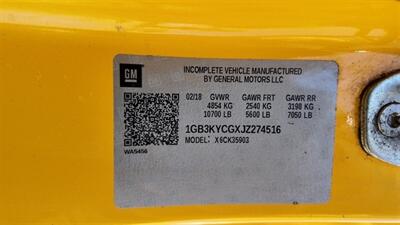 GM
INCOMPLETE VEHICLE MANUFACTURED
BY GENERAL MOTORS LLC
02/18 GVWR GAWR FRT GAWR RR
4854 KG 2540 KG 3198 KG
10700 LB 5600 LB 7050 LB
1GB3KYCGXJZ274516
MODEL: X6CK35903
WA5456